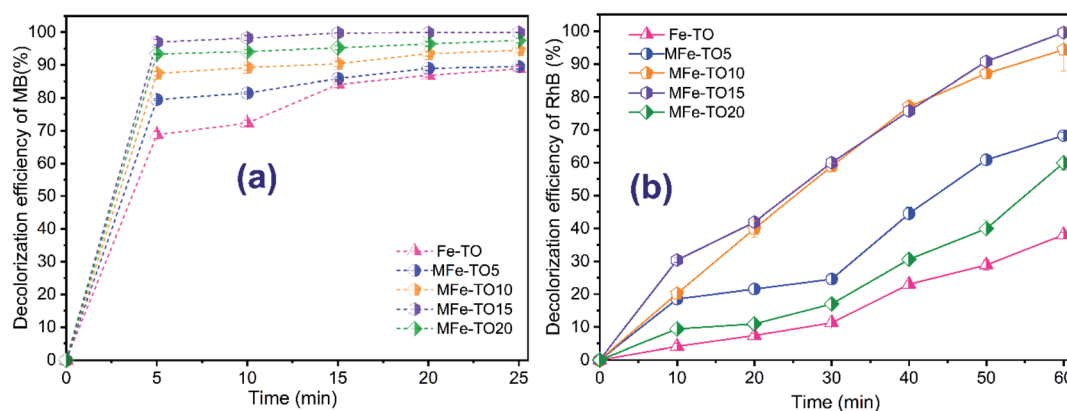 Decolorization efficiency of MB(%)
100
90
80
70
60
50
40
30
20
10
0
(a)
Fe-TO
MFe-TO5
MFe-TO10
MFe-TO15
MFe-TO20
0 5 10 15 20 25
Time (min)
Decolorization efficiency of RhB (%)
100
90
80
70
60
50
40
30
20
10
0
Fe-TO
MFe-TO5
MFe-TO10
MFe-TO15
MFe-TO20
(b)
0 10 20 30 40 50 60
Time (min)